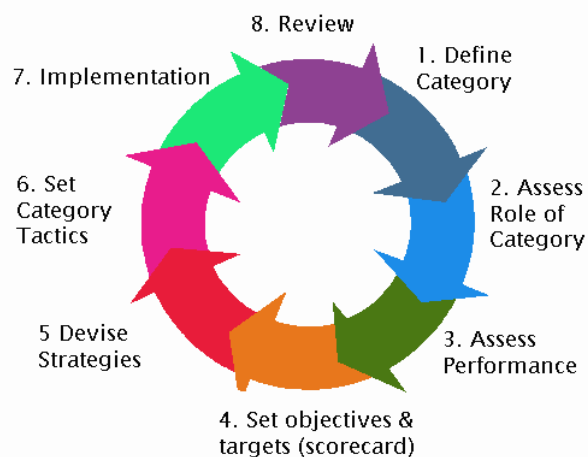 8. Review
1. Define
Category
2. Assess
Role of
Category
3. Assess
Performance
4. Set objectives &
targets (scorecard)
5 Devise
Strategies
6. Set
Category
Tactics
7. Implementation